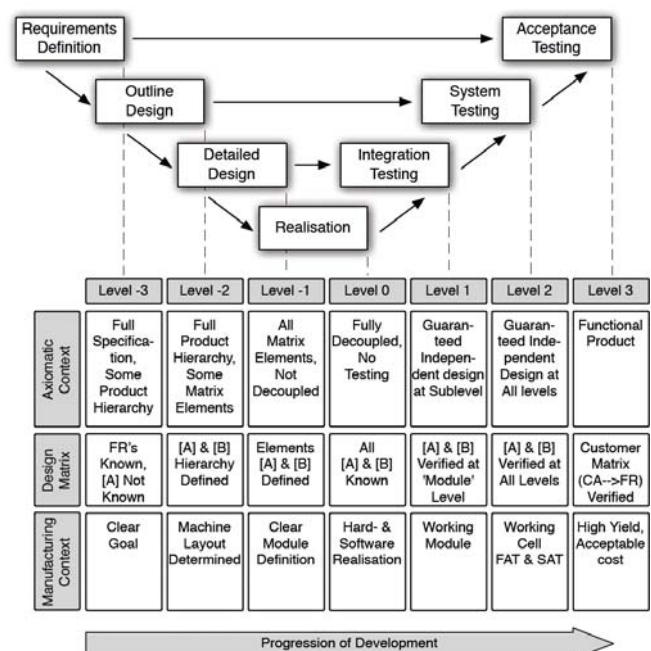 Requirements
Definition
Acceptance
Testing
Outline
Design
System
Testing
Detailed
Design
Integration
Testing
Realisation
Level -3
Level -2
Level -1
Level 0
Level 1
Level 2
Level 3
Axiomatic
Context
Full
Specifica-
tion,
Some
Product
Hierarchy
Full
Product
Hierarchy,
Some
Matrix
Elements
All
Matrix
Elements,
Not
Decoupled
Fully
Decoupled,
No
Testing
Guaran-
teed
Indepen-
dent design
at Sublevel
Guaran-
teed Inde-
pendent
Design at
All levels
Functional
Product
Design
Matrix
FR's
Known,
[A] Not
Known
[A] & [B]
Hierarchy
Defined
Elements
[A] & [B]
Defined
All
[A] & [B]
Known
[A] & [B]
Verified at
'Module'
Level
[A] & [B]
Verified at
All Levels
Customer
Matrix
(CA-->FR)
Verified
Manufacturing
Context
Clear
Goal
Machine
Layout
Determined
Clear
Module
Definition
Hard- &
Software
Realisation
Working
Module
Working
Cell
FAT & SAT
High Yield,
Acceptable
cost
Progression of Development